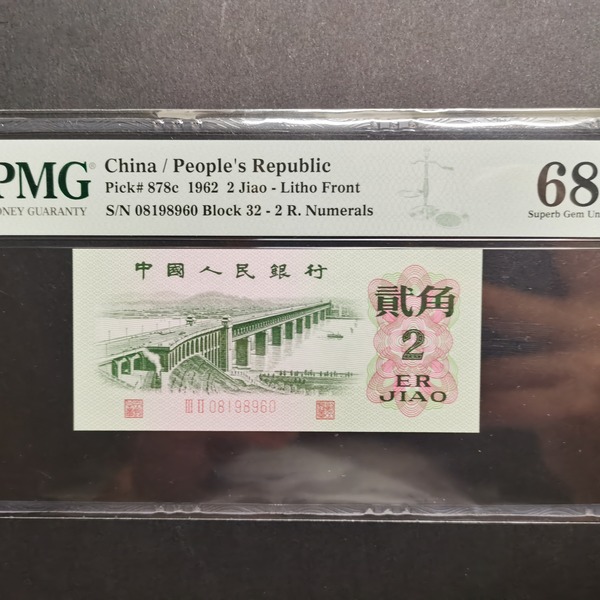 PMG
ONEY GUARANTY
China / People's Republic
Pick# 878c 1962 2 Jiao - Litho Front
S/N 08198960 Block 32 - 2 R. Numerals
68
Superb Gem Un
中國人民銀行
貳角
2
ER
JIAO
III II 08198960